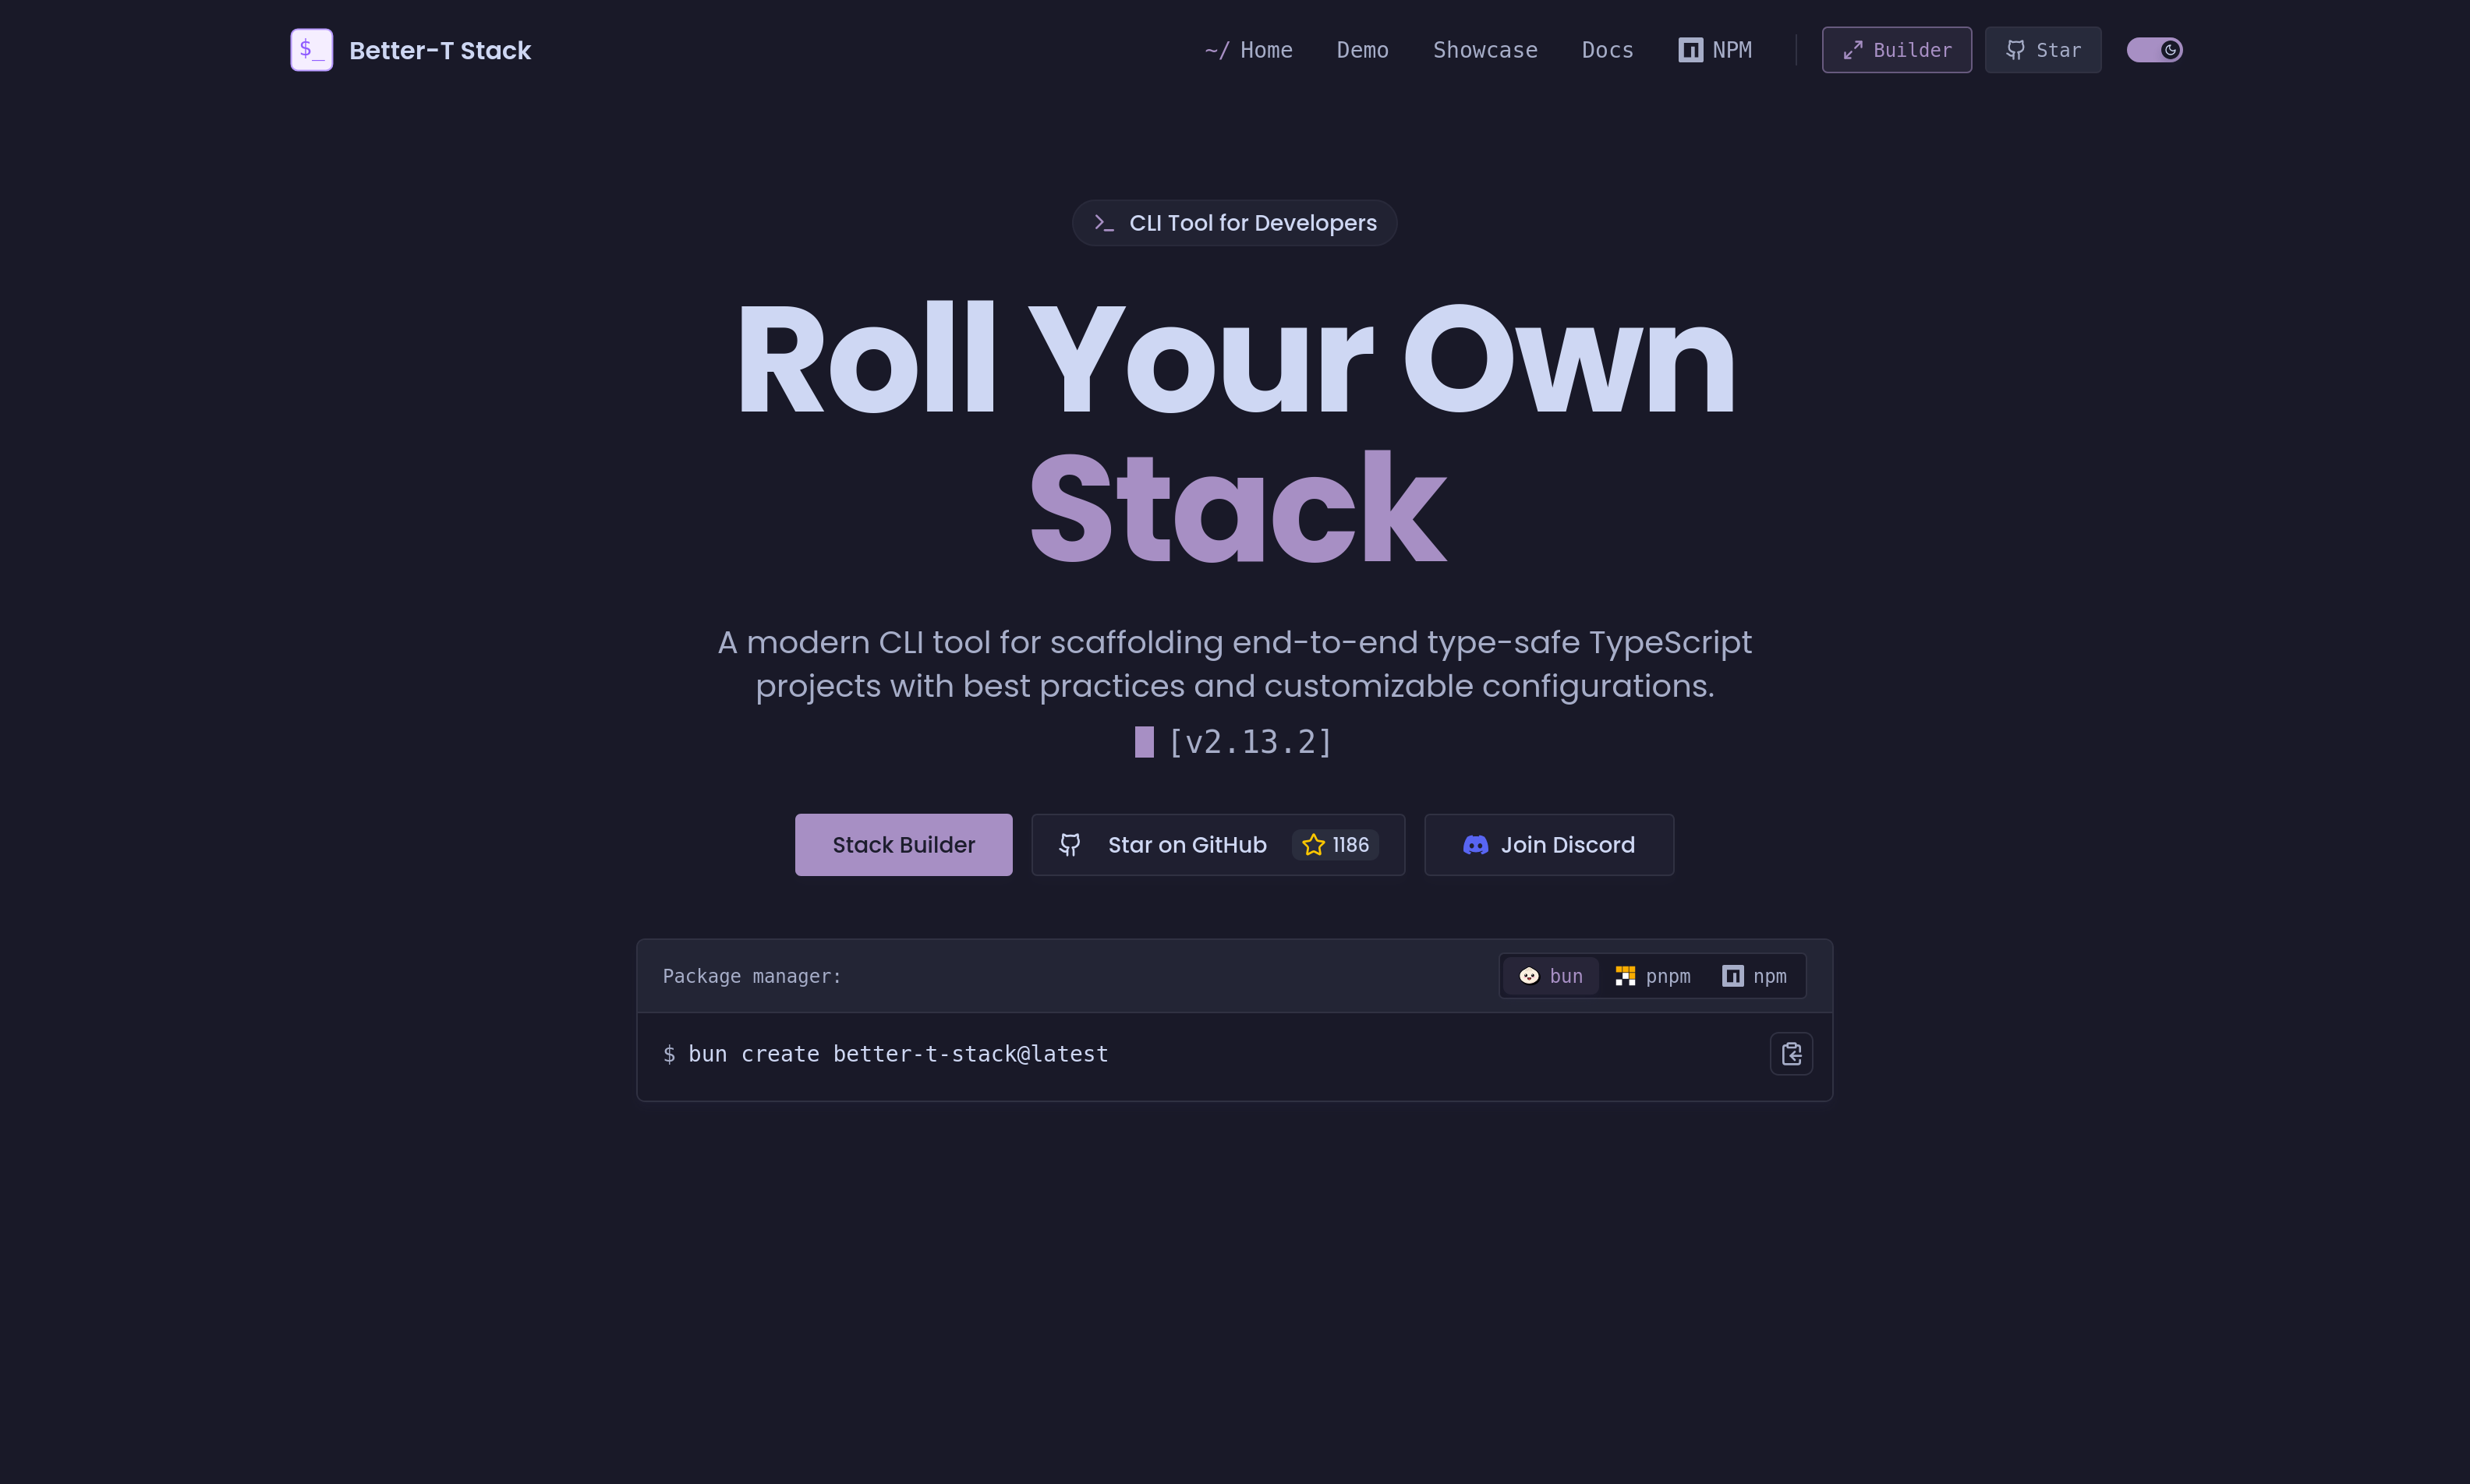 $_ Better-T Stack
~/ Home Demo Showcase Docs NPM Builder Star
CLI Tool for Developers
Roll Your Own
Stack
A modern CLI tool for scaffolding end-to-end type-safe TypeScript
projects with best practices and customizable configurations.
[v2.13.2]
Stack Builder Star on GitHub 1186 Join Discord
Package manager: bun pnpm npm
$ bun create better-t-stack@latest